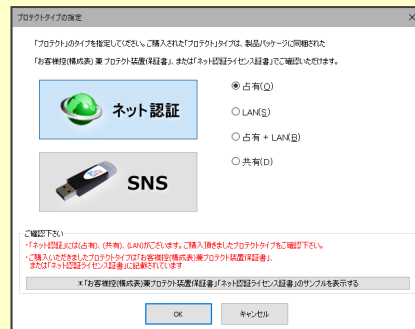 プロテクトタイプの指定
「プロテクト」のタイプを指定してください。ご購入された「プロテクト」タイプは、製品パッケージに同梱された
「お客様控(構成表) 兼 プロテクト装置保証書」、または「ネット認証ライセンス証書」でご確認いただけます。
ネット認証
占有(O)
LAN(S)
占有 + LAN(B)
共有(D)
SNS
ご確認下さい
・「ネット認証」には(占有)、(共有)、(LAN)がございます。ご購入頂きましたプロテクトタイプをご確認下さい。
・ご購入いただきましたプロテクトタイプは「お客様控(構成表)兼プロテクト装置保証書」、
または「ネット認証ライセンス証書」に記載されています
＊「お客様控(構成表)兼プロテクト装置保証書」「ネット認証ライセンス証書」のサンプルを表示する
OK
キャンセル